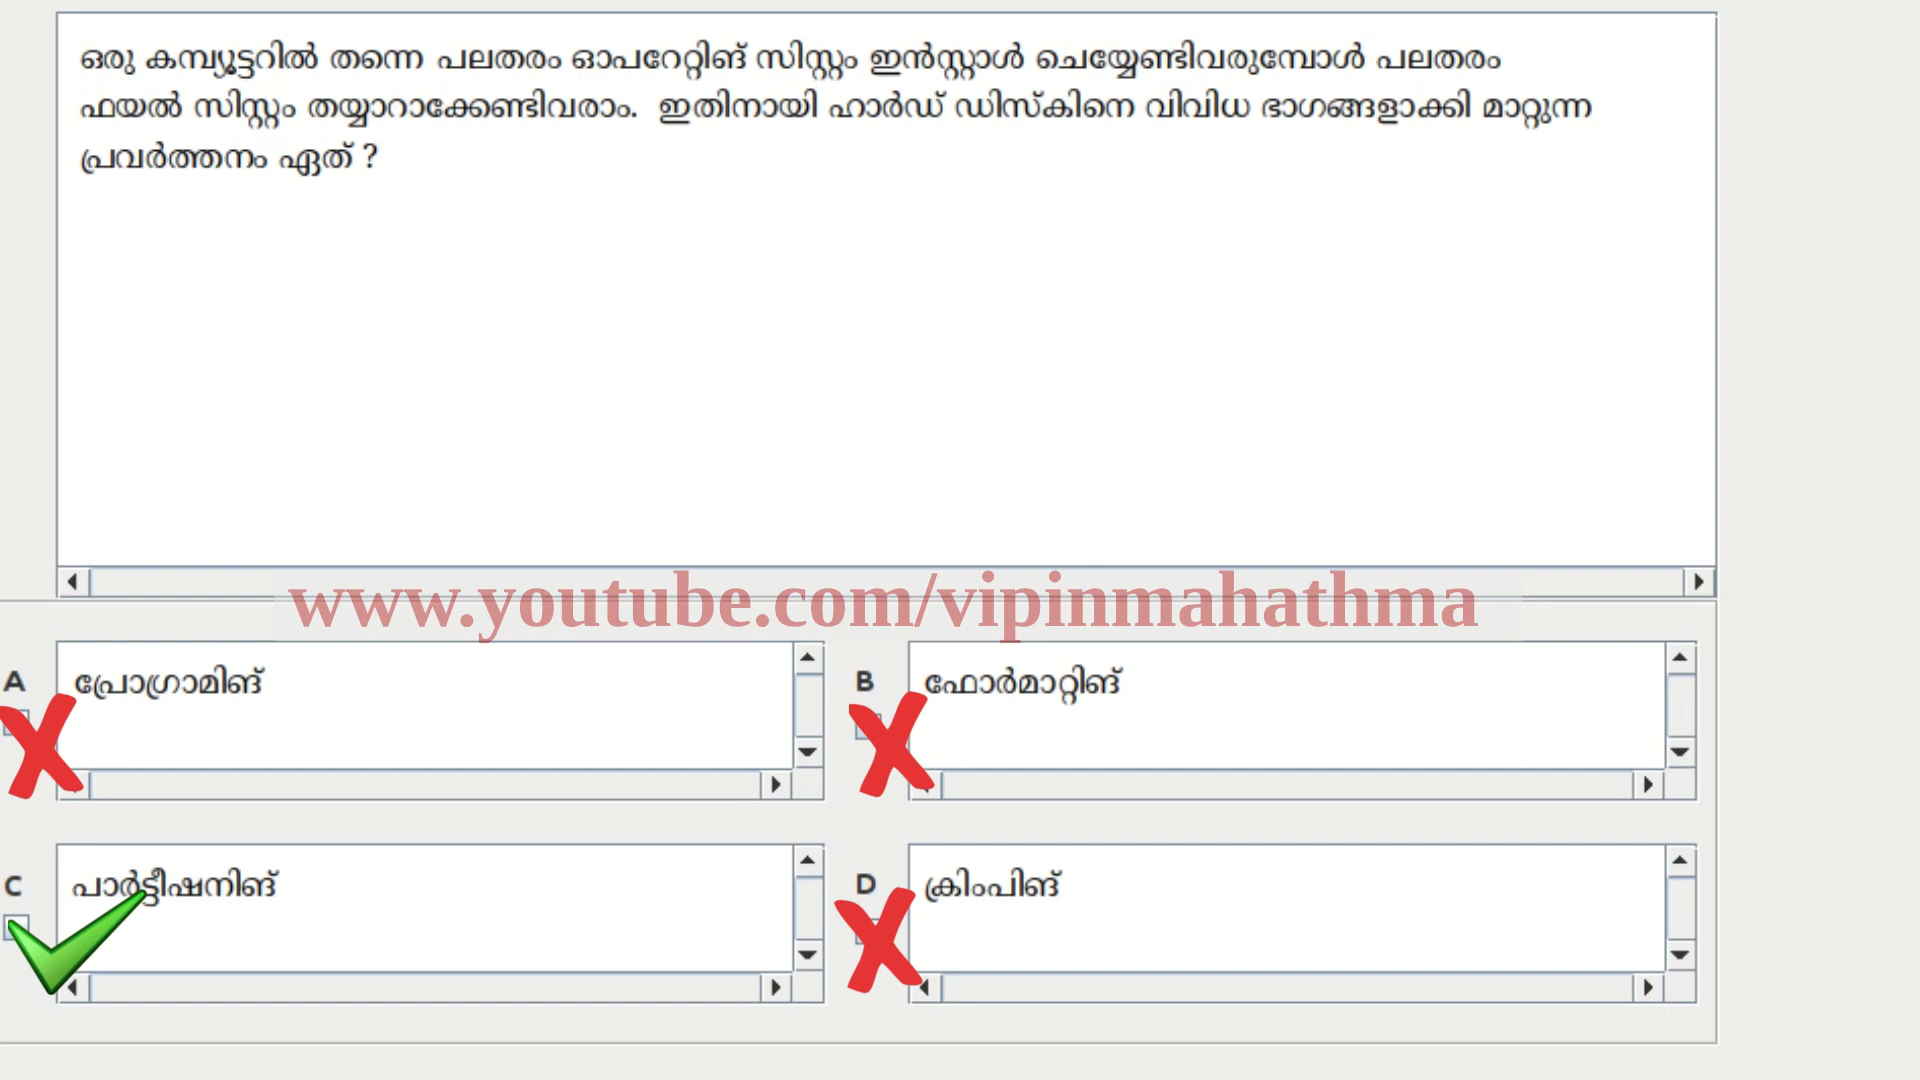 ഒരു കമ്പ്യൂട്ടറിൽ തന്നെ പലതരം ഓപറേറ്റിങ് സിസ്റ്റം ഇൻസ്റ്റാൾ ചെയ്യേണ്ടിവരുമ്പോൾ പലതരം
ഫയൽ സിസ്റ്റം തയ്യാറാക്കേണ്ടിവരാം. ഇതിനായി ഹാർഡ് ഡിസ്കിനെ വിവിധ ഭാഗങ്ങളാക്കി മാറ്റുന്ന
പ്രവർത്തനം ഏത് ?
www.youtube.com/vipinmahathma
A പ്രോഗ്രാമിങ്
B ഫോർമാറ്റിങ്
C പാർട്ടീഷനിങ്
D ക്രിംപിങ്